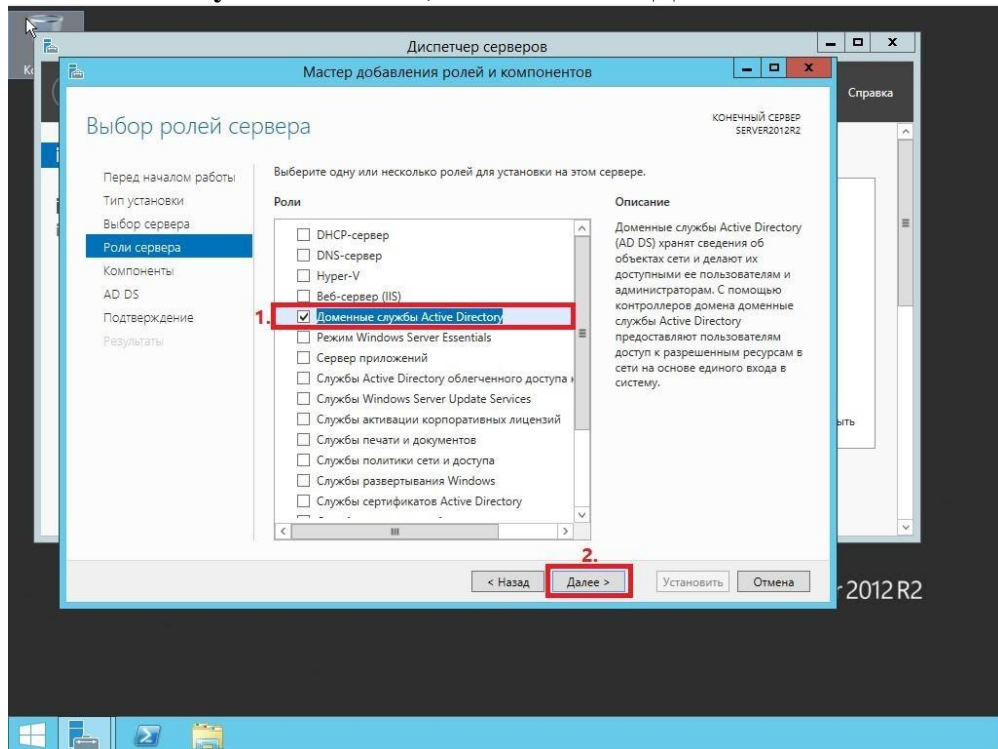 Диспетчер серверов
Мастер добавления ролей и компонентов
Справка
Выбор ролей сервера
КОНЕЧНЫЙ СЕРВЕР
SERVER2012R2
Перед началом работы
Тип установки
Выбор сервера
Роли сервера
Компоненты
AD DS
Подтверждение
Результаты
Выберите одну или несколько ролей для установки на этом сервере.
Роли
DHCP-сервер
DNS-сервер
Hyper-V
Веб-сервер (IIS)
1.
Доменные службы Active Directory
Режим Windows Server Essentials
Сервер приложений
Службы Active Directory облегченного доступа к
Службы Windows Server Update Services
Службы активации корпоративных лицензий
Службы печати и документов
Службы политики сети и доступа
Службы развертывания Windows
Службы сертификатов Active Directory
Описание
Доменные службы Active Directory
(AD DS) хранят сведения об
объектах сети и делают их
доступными ее пользователям и
администраторам. С помощью
контроллеров домена доменные
службы Active Directory
предоставляют пользователям
доступ к разрешенным ресурсам в
сети на основе единого входа в
систему.
ыть
2.
< Назад
Далее >
Установить
Отмена
2012 R2